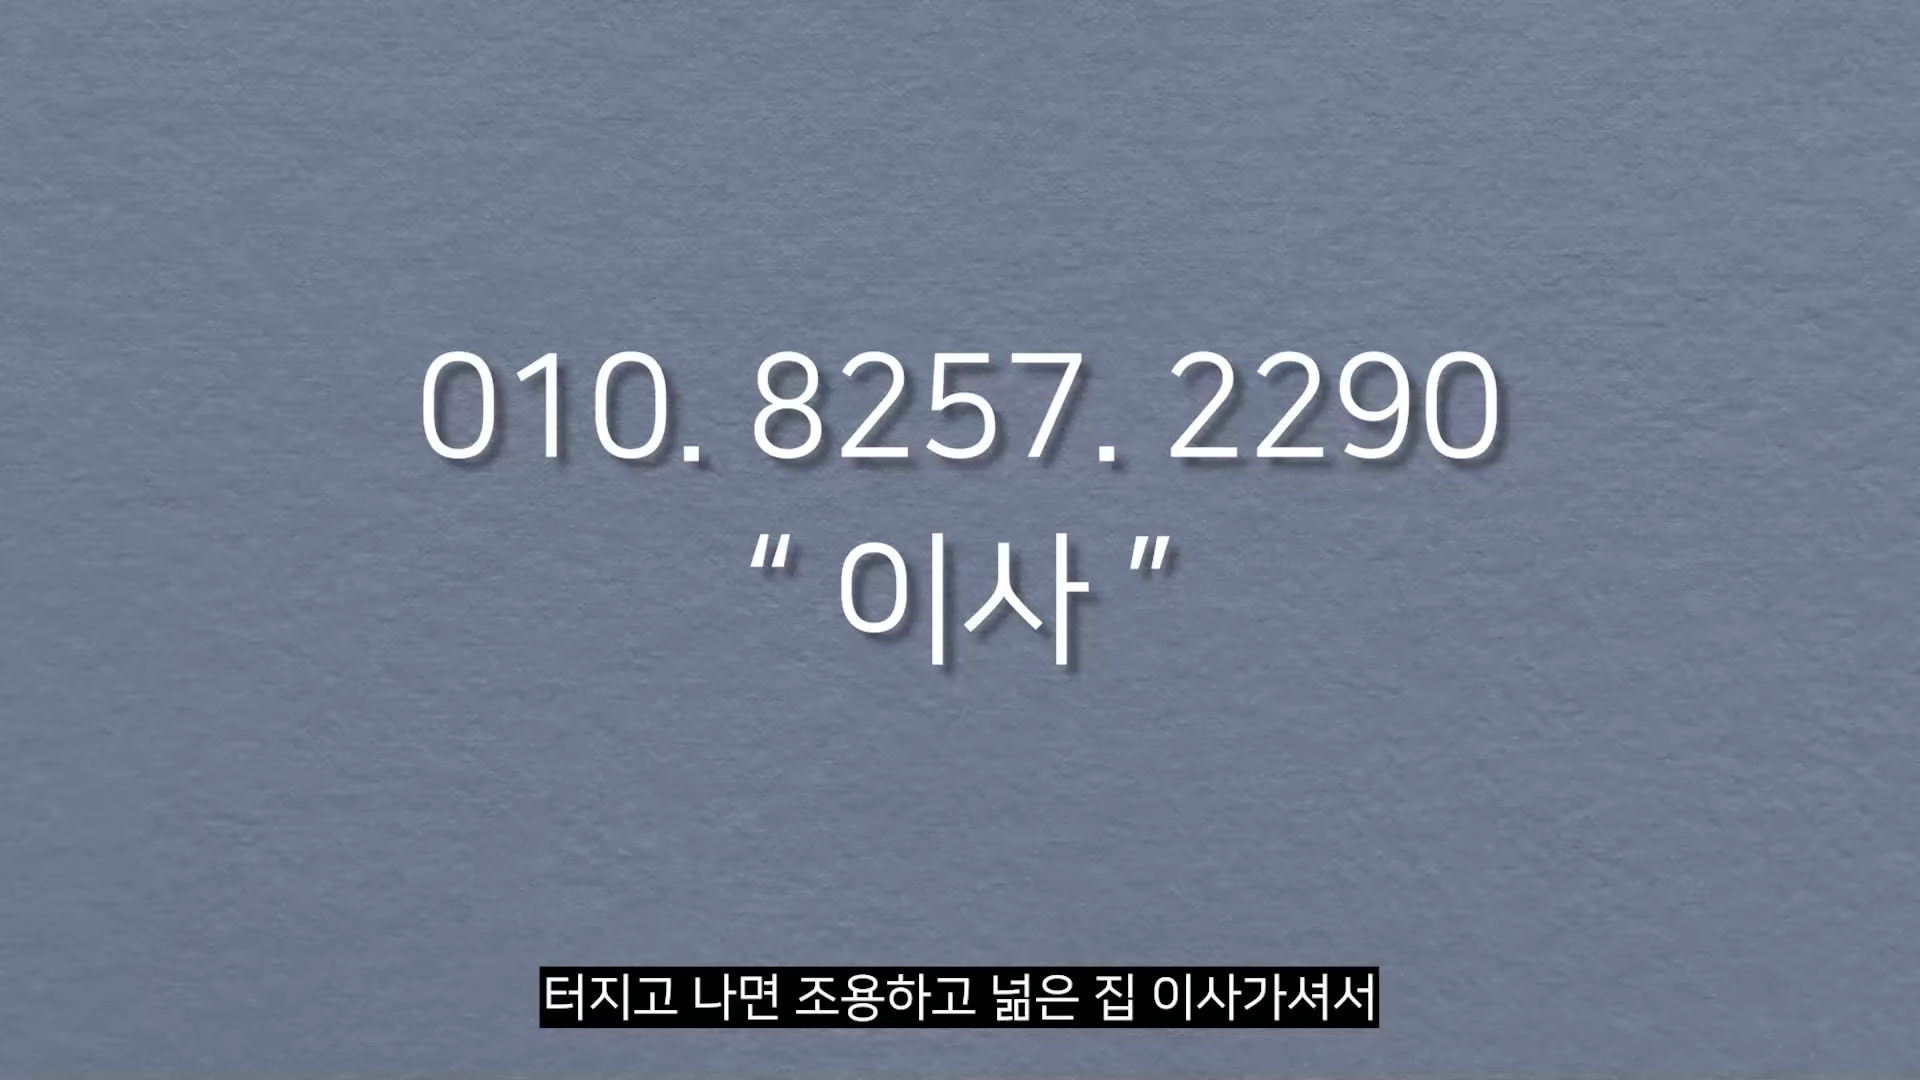 010. 8257. 2290
“ 이사 ”
터지고 나면 조용하고 넓은 집 이사가셔서